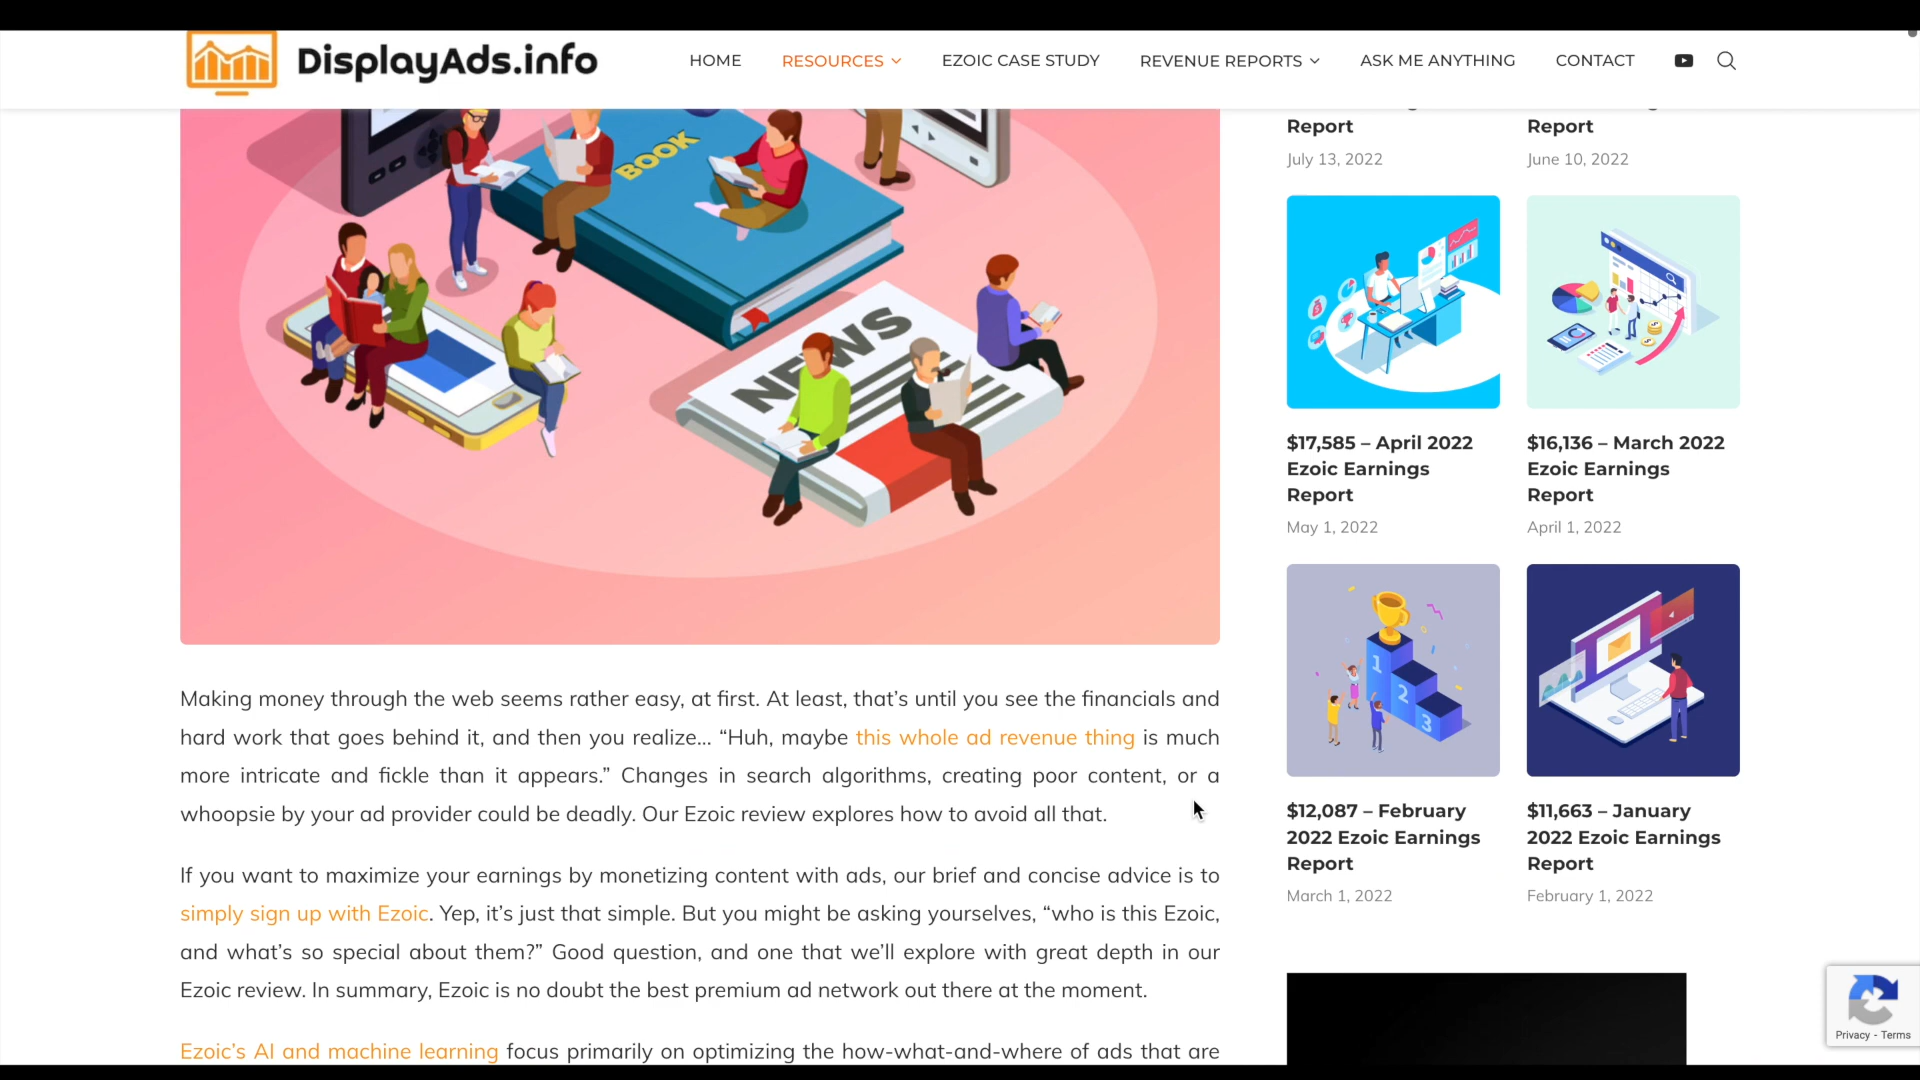 DisplayAds.info
HOME
RESOURCES
EZOIC CASE STUDY
REVENUE REPORTS
ASK ME ANYTHING
CONTACT
BOOK
NEWS
Making money through the web seems rather easy, at first. At least, that’s until you see the financials and
hard work that goes behind it, and then you realize… “Huh, maybe this whole ad revenue thing is much
more intricate and fickle than it appears.” Changes in search algorithms, creating poor content, or a
whoopsie by your ad provider could be deadly. Our Ezoic review explores how to avoid all that.
If you want to maximize your earnings by monetizing content with ads, our brief and concise advice is to
simply sign up with Ezoic. Yep, it’s just that simple. But you might be asking yourselves, “who is this Ezoic,
and what’s so special about them?” Good question, and one that we’ll explore with great depth in our
Ezoic review. In summary, Ezoic is no doubt the best premium ad network out there at the moment.
Ezoic’s AI and machine learning focus primarily on optimizing the how-what-and-where of ads that are
Report
July 13, 2022
Report
June 10, 2022
$17,585 – April 2022
Ezoic Earnings
Report
May 1, 2022
$16,136 – March 2022
Ezoic Earnings
Report
April 1, 2022
1
2
3
$12,087 – February
2022 Ezoic Earnings
Report
March 1, 2022
$11,663 – January
2022 Ezoic Earnings
Report
February 1, 2022
Privacy - Terms